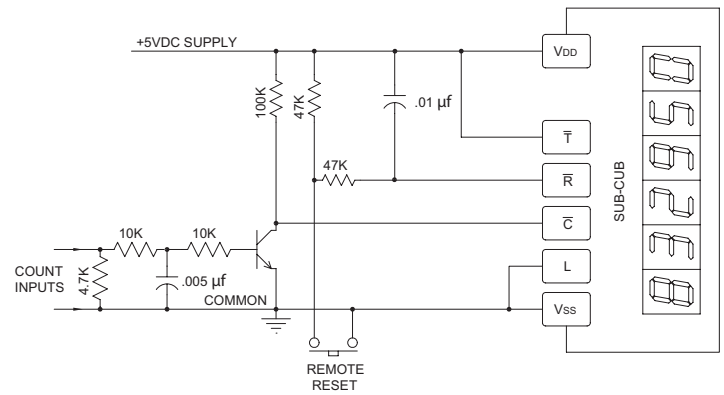 +5VDC SUPPLY
VDD
100K
47K
.01 µf
T̅
47K
R̅
SUB-CUB
C̅
10K
10K
L
COUNT
INPUTS
4.7K
.005 µf
COMMON
VSS
REMOTE
RESET